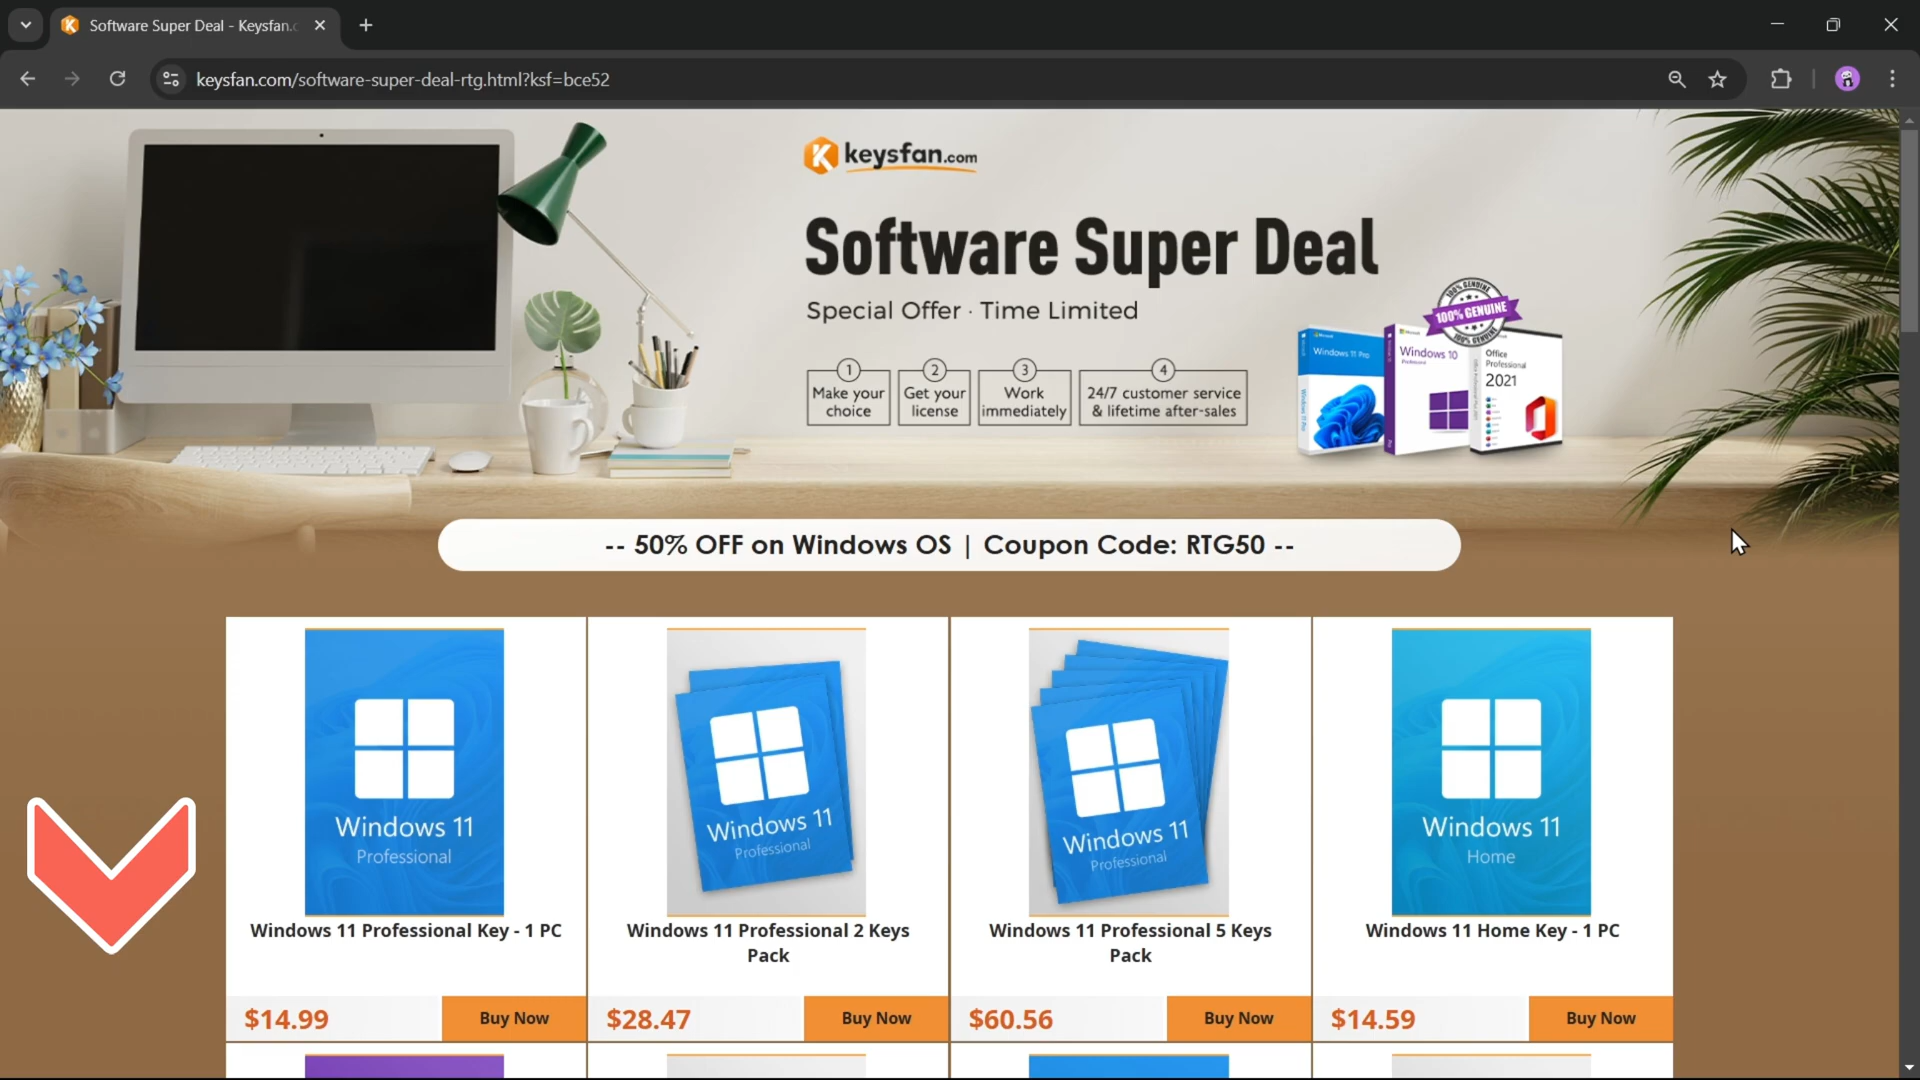 Software Super Deal - Keysfan.c
keysfan.com/software-super-deal-rtg.html?ksf=bce52
keysfan.com
Software Super Deal
Special Offer · Time Limited
1
Make your
choice
2
Get your
license
3
Work
immediately
4
24/7 customer service
& lifetime after-sales
100% GENUINE
100% GENUINE
100% GENUINE
Windows 11 Pro
Microsoft
Windows 10
Office
Professional
2021
-- 50% OFF on Windows OS | Coupon Code: RTG50 --
Windows 11
Professional
Windows 11 Professional Key - 1 PC
$14.99
Buy Now
Windows 11
Professional
Windows 11 Professional 2 Keys
Pack
$28.47
Buy Now
Windows 11
Professional
Windows 11 Professional 5 Keys
Pack
$60.56
Buy Now
Windows 11
Home
Windows 11 Home Key - 1 PC
$14.59
Buy Now